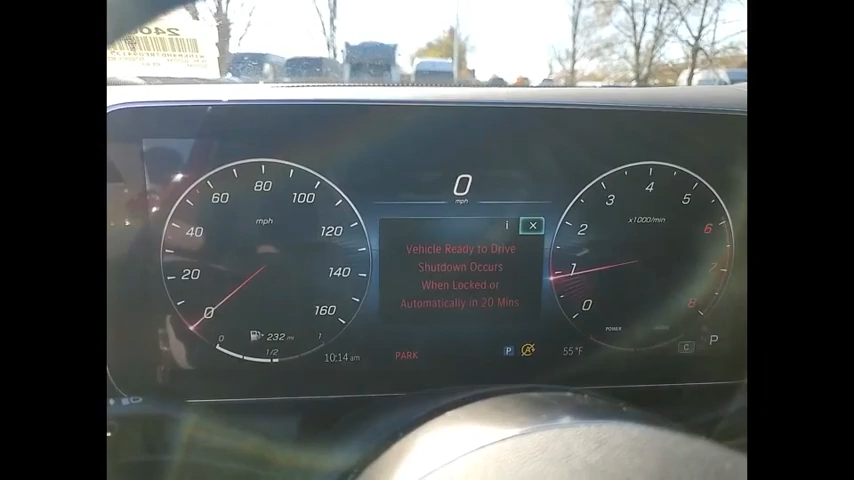 2400
0
mph
60
80
100
40
mph
120
20
140
0
160
232 mi
0
1/2
1
10:14 am
PARK
i X
Vehicle Ready to Drive
Shutdown Occurs
When Locked or
Automatically in 20 Mins
P
A
55°F
3
4
5
2
x1000/min
6
1
7
0
8
POWER
C
P